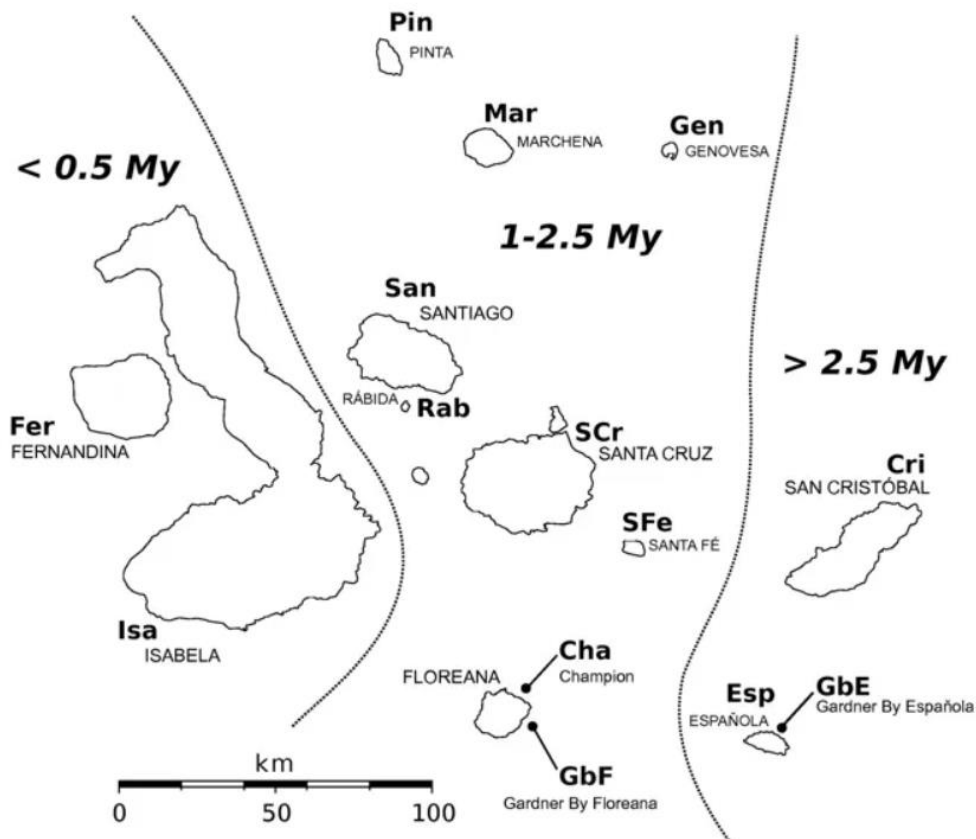 Pin
PINTA
Mar
MARCHENA
Gen
GENOVESA
< 0.5 My
1-2.5 My
San
SANTIAGO
> 2.5 My
RÁBIDA
Rab
Fer
FERNANDINA
SCr
SANTA CRUZ
Cri
SAN CRISTÓBAL
SFe
SANTA FÉ
Isa
ISABELA
Cha
Champion
FLOREANA
Esp
ESPAÑOLA
GbE
Gardner By Española
GbF
Gardner By Floreana
km
0 50 100